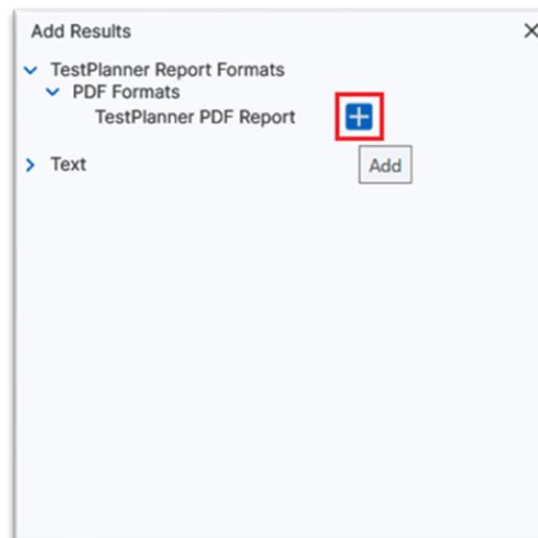 Add Results
TestPlanner Report Formats
PDF Formats
TestPlanner PDF Report
Text
Add